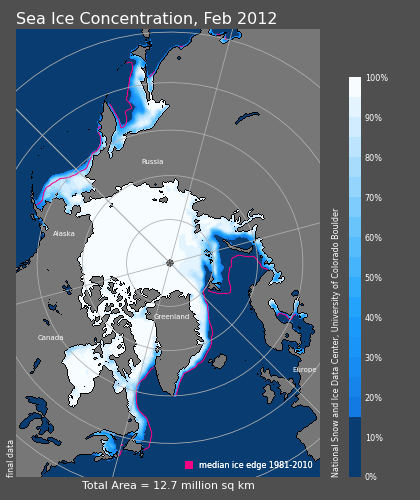 Sea Ice Concentration, Feb 2012
Russia
Alaska
Greenland
Canada
Europe
median ice edge 1981-2010
final data
Total Area = 12.7 million sq km
100%
90%
80%
70%
60%
50%
40%
30%
20%
10%
0%
National Snow and Ice Data Center, University of Colorado Boulder